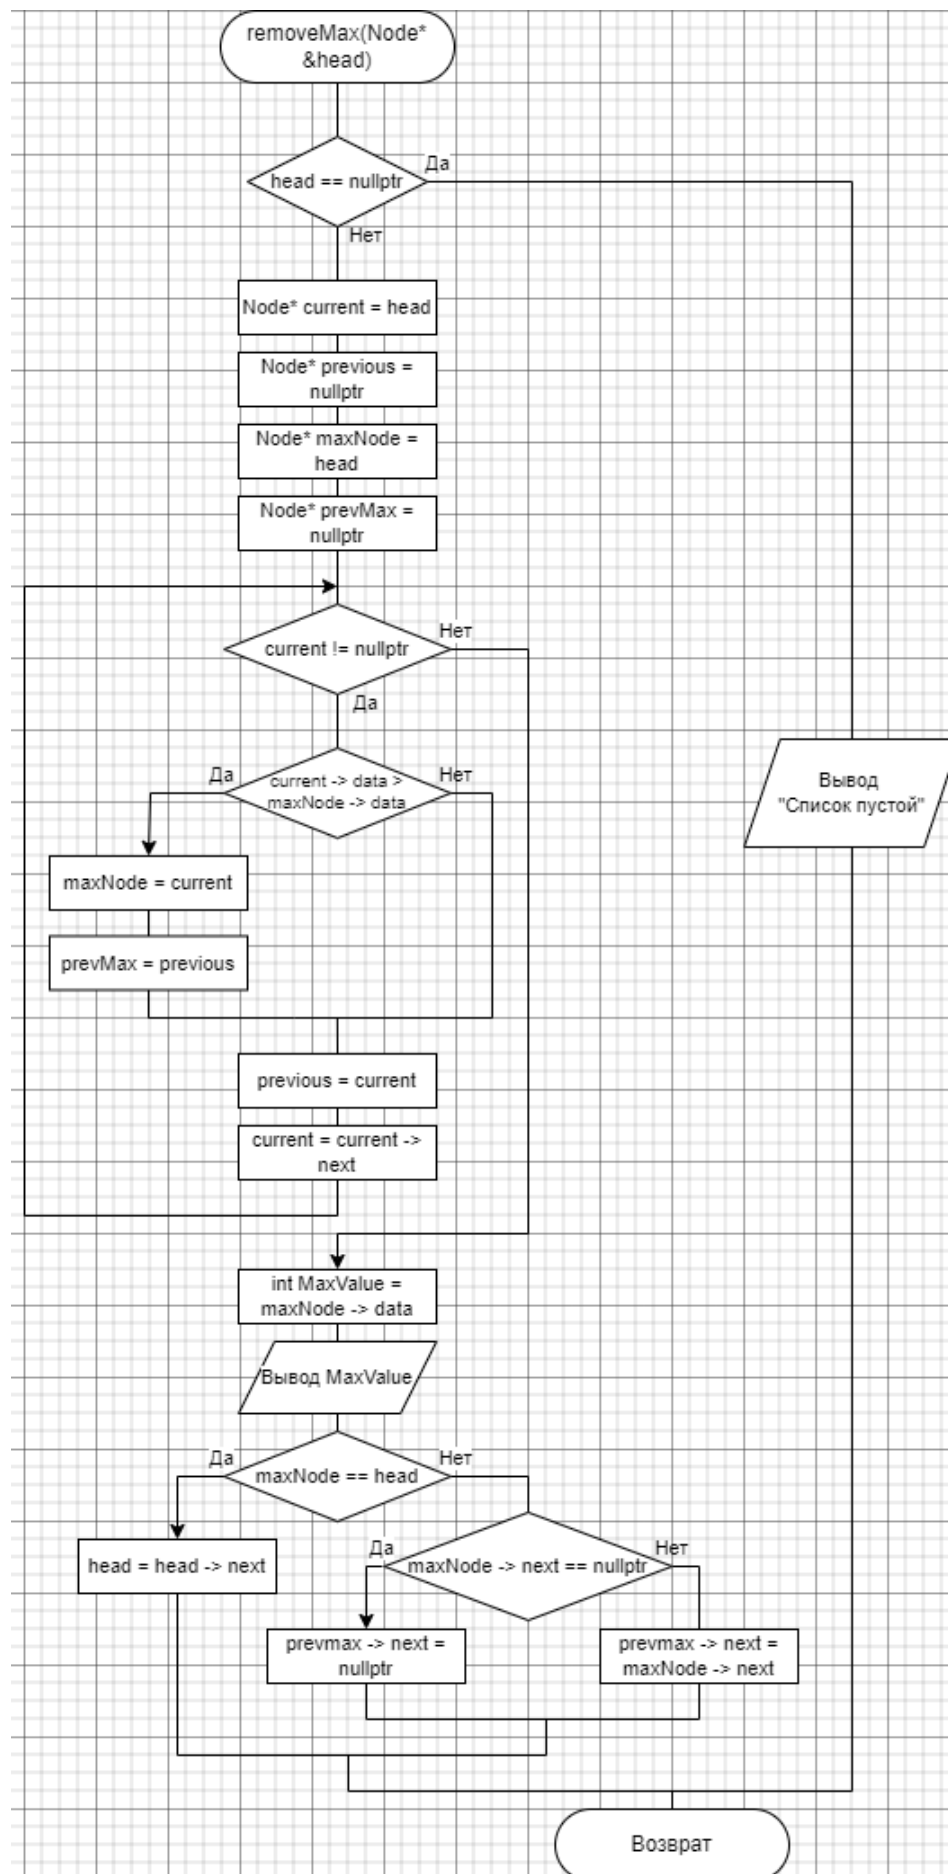 removeMax(Node*
&head)
Да
head == nullptr
Нет
Node* current = head
Node* previous =
nullptr
Node* maxNode =
head
Node* prevMax =
nullptr
Нет
current != nullptr
Да
Да
Нет
current -> data >
maxNode -> data
Вывод
"Список пустой"
maxNode = current
prevMax = previous
previous = current
current = current ->
next
int MaxValue =
maxNode -> data
Вывод MaxValue
Да
Нет
maxNode == head
Да
Нет
head = head -> next
maxNode -> next == nullptr
prevmax -> next =
nullptr
prevmax -> next =
maxNode -> next
Возврат